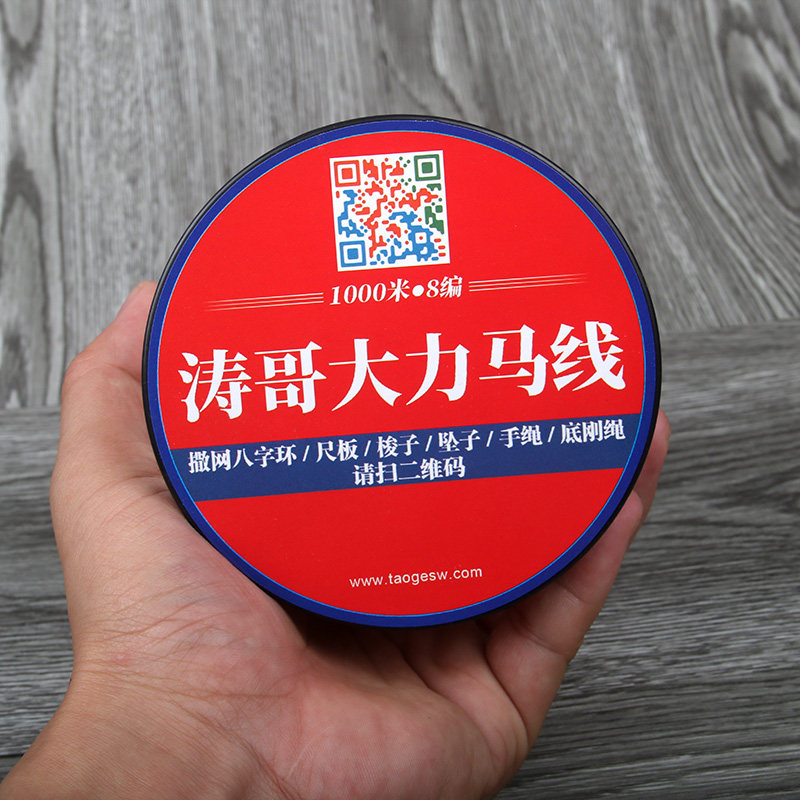 1000米●8编
涛哥大力马线
撒网八字环/尺板/梭子/坠子/手绳/底刚绳
请扫二维码
www.taogesw.com